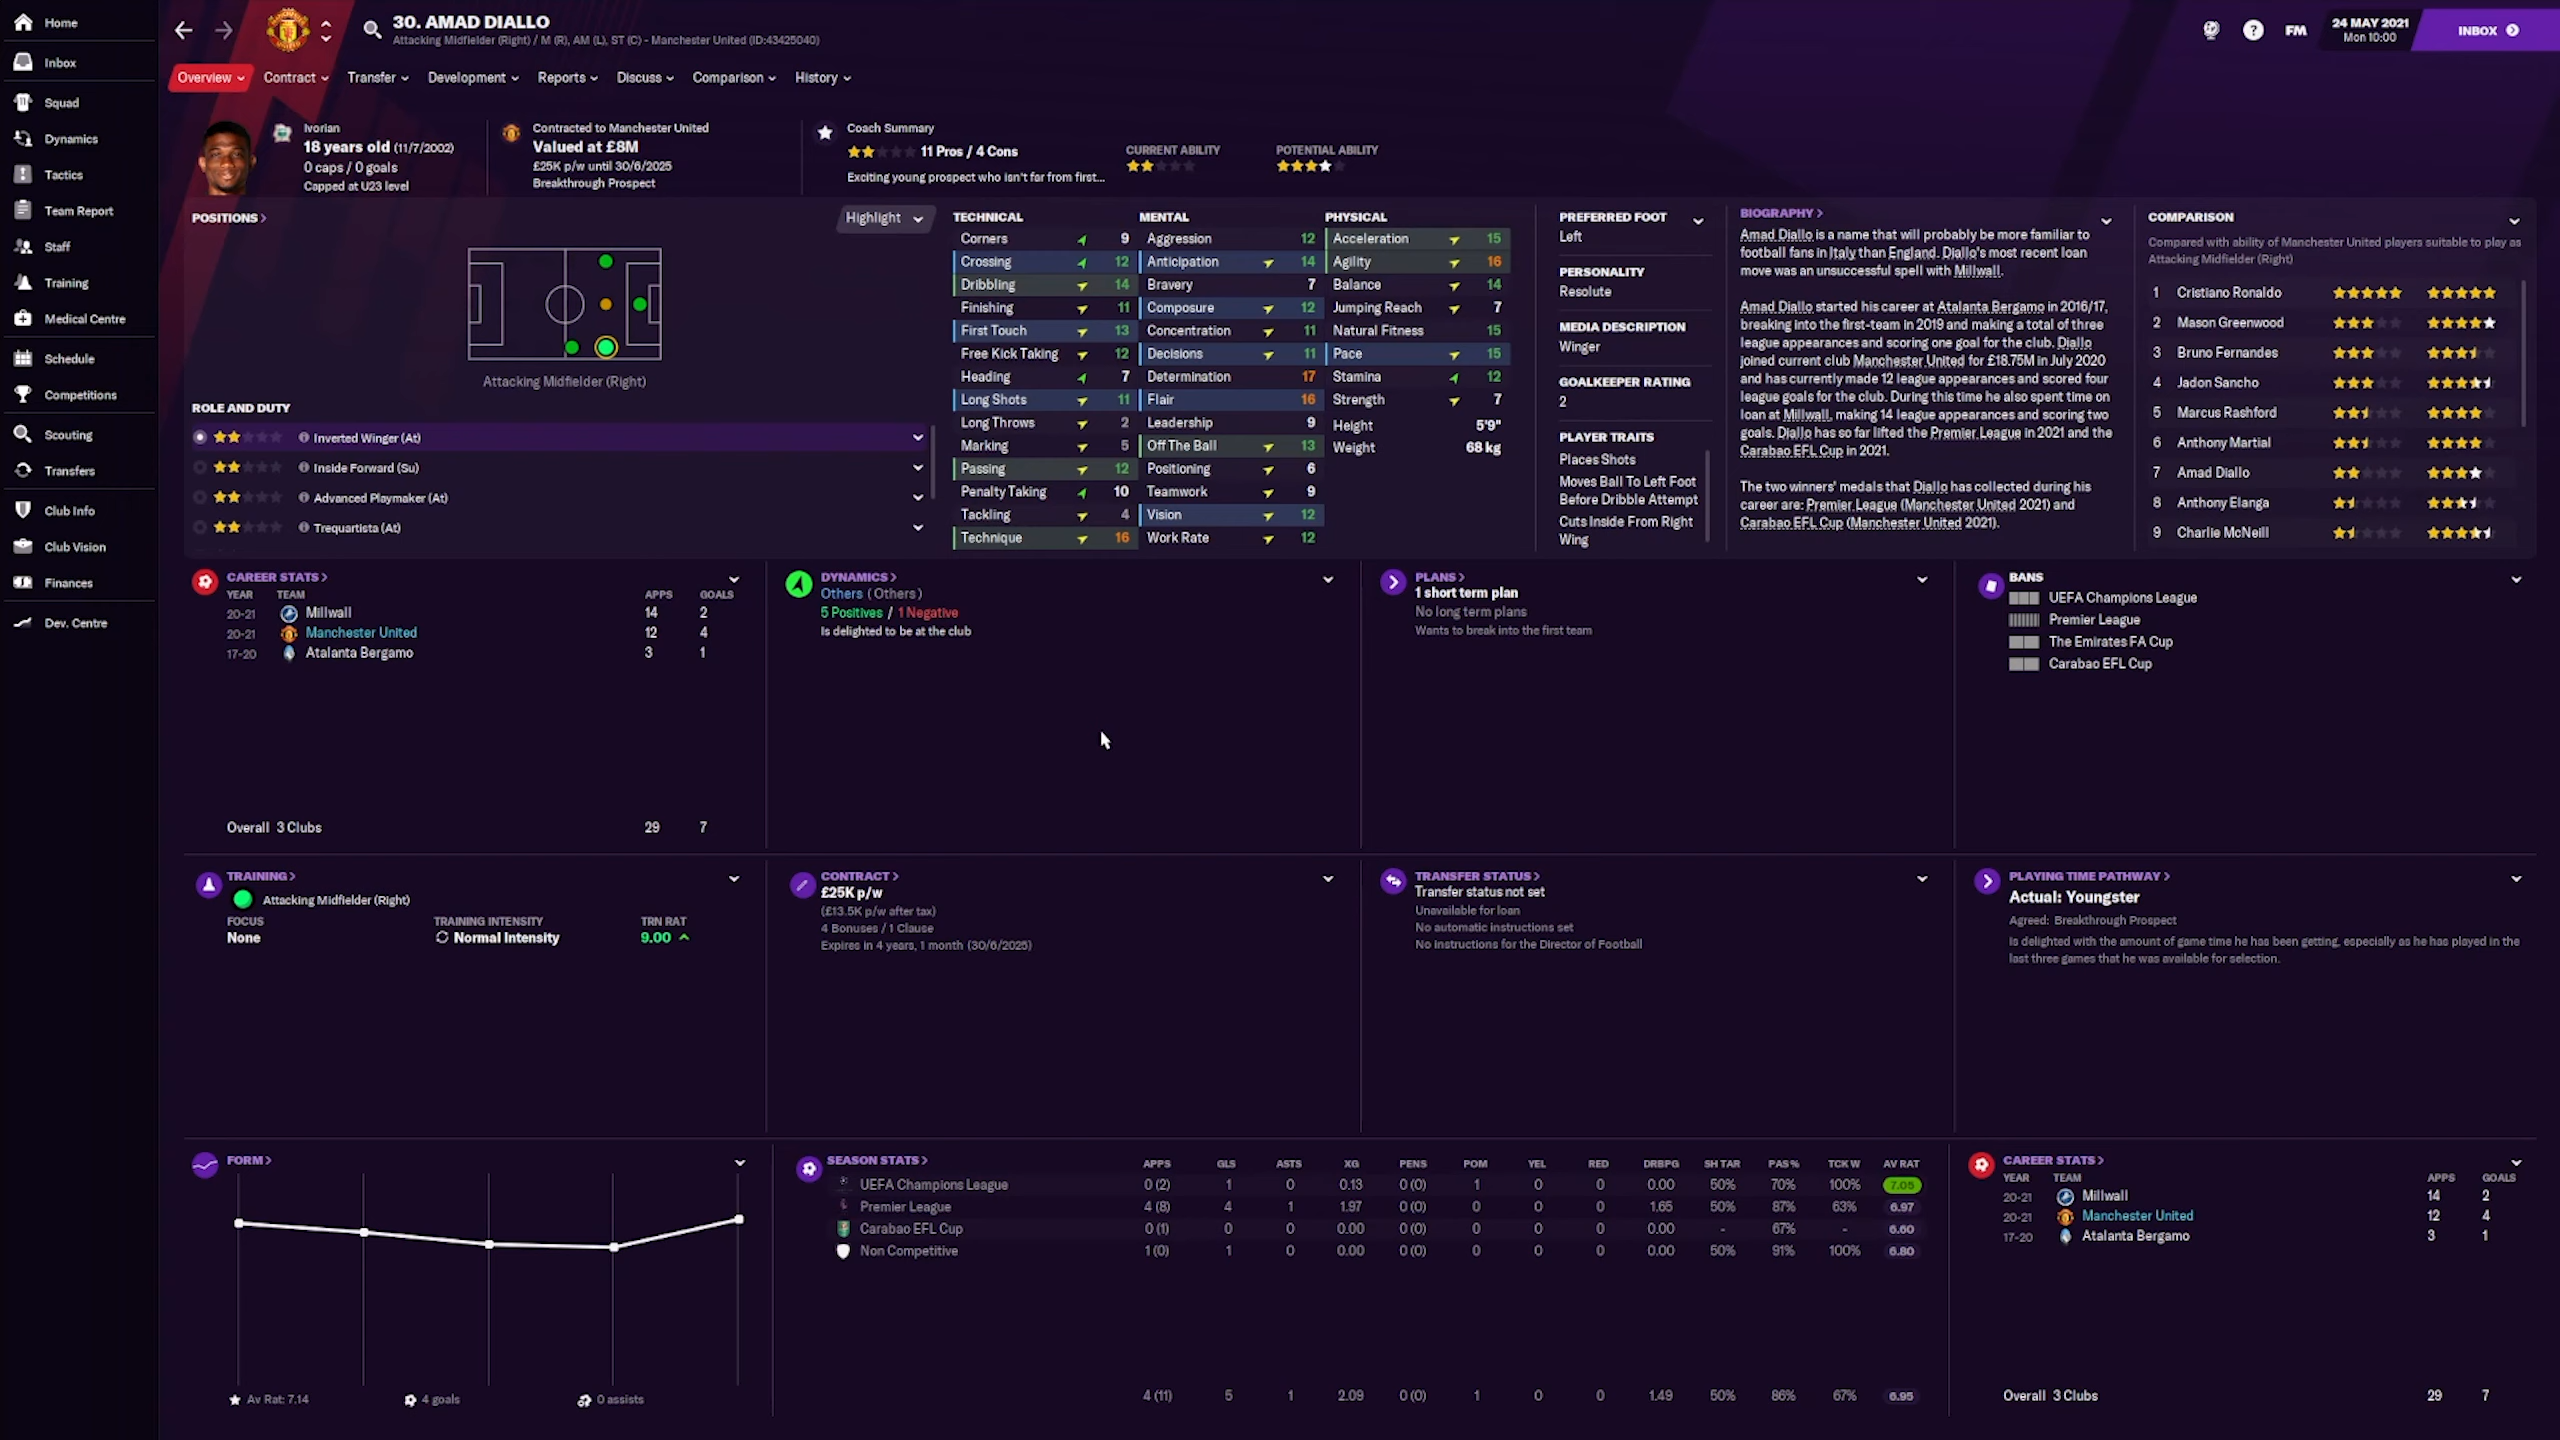 Home
Inbox
Squad
Dynamics
Tactics
Team Report
Staff
Training
Medical Centre
Schedule
Competitions
Scouting
Transfers
Club Info
Club Vision
Finances
Dev. Centre
30. AMAD DIALLO
Attacking Midfielder (Right) / M (R), AM (L), ST (C) - Manchester United (ID:43425040)
? FM
24 MAY 2021
Mon 10:00
INBOX
Overview Contract Transfer Development Reports Discuss Comparison History
Ivorian
18 years old (11/7/2002)
0 caps / 0 goals
Capped at U23 level
Contracted to Manchester United
Valued at £8M
£25K p/w until 30/6/2025
Breakthrough Prospect
Coach Summary
11 Pros / 4 Cons
Exciting young prospect who isn't far from first...
CURRENT ABILITY
POTENTIAL ABILITY
POSITIONS >
Highlight
Attacking Midfielder (Right)
ROLE AND DUTY
Inverted Winger (At)
Inside Forward (Su)
Advanced Playmaker (At)
Trequartista (At)
TECHNICAL
Corners 9
Crossing 12
Dribbling 14
Finishing 11
First Touch 13
Free Kick Taking 12
Heading 7
Long Shots 11
Long Throws 2
Marking 5
Passing 12
Penalty Taking 10
Tackling 4
Technique 16
MENTAL
Aggression 12
Anticipation 14
Bravery 7
Composure 12
Concentration 11
Decisions 11
Determination 17
Flair 16
Leadership 9
Off The Ball 13
Positioning 6
Teamwork 9
Vision 12
Work Rate 12
PHYSICAL
Acceleration 15
Agility 16
Balance 14
Jumping Reach 7
Natural Fitness 15
Pace 15
Stamina 12
Strength 7
Height 5'9"
Weight 68 kg
PREFERRED FOOT
Left
PERSONALITY
Resolute
MEDIA DESCRIPTION
Winger
GOALKEEPER RATING
2
PLAYER TRAITS
Places Shots
Moves Ball To Left Foot
Before Dribble Attempt
Cuts Inside From Right
Wing
BIOGRAPHY >
Amad Diallo is a name that will probably be more familiar to
football fans in Italy than England. Diallo's most recent loan
move was an unsuccessful spell with Millwall.
Amad Diallo started his career at Atalanta Bergamo in 2016/17,
breaking into the first-team in 2019 and making a total of three
league appearances and scoring one goal for the club. Diallo
joined current club Manchester United for £18.75M in July 2020
and has currently made 12 league appearances and scored four
league goals for the club. During this time he also spent time on
loan at Millwall, making 14 league appearances and scoring two
goals. Diallo has so far lifted the Premier League in 2021 and the
Carabao EFL Cup in 2021.
The two winners' medals that Diallo has collected during his
career are: Premier League (Manchester United 2021) and
Carabao EFL Cup (Manchester United 2021).
COMPARISON
Compared with ability of Manchester United players suitable to play as
Attacking Midfielder (Right)
1 Cristiano Ronaldo
2 Mason Greenwood
3 Bruno Fernandes
4 Jadon Sancho
5 Marcus Rashford
6 Anthony Martial
7 Amad Diallo
8 Anthony Elanga
9 Charlie McNeill
CAREER STATS >
YEAR TEAM APPS GOALS
20-21 Millwall 14 2
20-21 Manchester United 12 4
17-20 Atalanta Bergamo 3 1
Overall 3 Clubs 29 7
DYNAMICS >
Others (Others)
5 Positives / 1 Negative
Is delighted to be at the club
PLANS >
1 short term plan
No long term plans
Wants to break into the first team
BANS
UEFA Champions League
Premier League
The Emirates FA Cup
Carabao EFL Cup
TRAINING >
Attacking Midfielder (Right)
FOCUS TRAINING INTENSITY TRN RAT
None Normal Intensity 9.00
CONTRACT >
£25K p/w
(£13.5K p/w after tax)
4 Bonuses / 1 Clause
Expires in 4 years, 1 month (30/6/2025)
TRANSFER STATUS >
Transfer status not set
Unavailable for loan
No automatic instructions set
No Instructions for the Director of Football
PLAYING TIME PATHWAY >
Actual: Youngster
Agreed: Breakthrough Prospect
Is delighted with the amount of game time he has been getting, especially as he has played in the
last three games that he was available for selection.
FORM >
Av Rat: 7.14 4 goals 0 assists
SEASON STATS > APPS GLS ASTS XG PENS POM YEL RED DRBPG SH TAR PAS % TCK W AV RAT
UEFA Champions League 0 (2) 1 0 0.13 0 (0) 1 0 0 0.00 50% 70% 100% 7.05
Premier League 4 (8) 4 1 1.97 0 (0) 0 0 0 1.65 50% 87% 63% 6.97
Carabao EFL Cup 0 (1) 0 0 0.00 0 (0) 0 0 0 0.00 - 67% - 6.60
Non Competitive 1 (0) 1 0 0.00 0 (0) 0 0 0 0.00 50% 91% 100% 6.80
4 (11) 5 1 2.09 0 (0) 1 0 0 1.49 50% 86% 67% 6.95
CAREER STATS >
YEAR TEAM APPS GOALS
20-21 Millwall 14 2
20-21 Manchester United 12 4
17-20 Atalanta Bergamo 3 1
Overall 3 Clubs 29 7